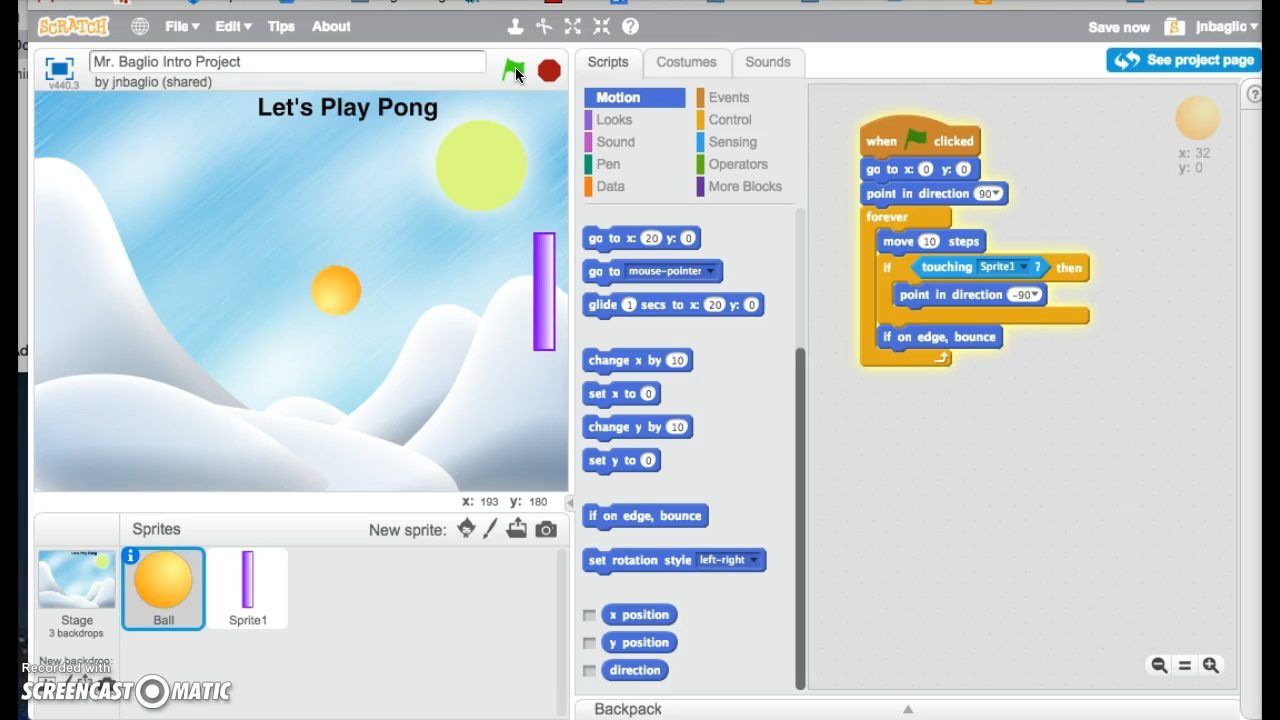 SCRATCH File▾ Edit▾ Tips About Save now jnbaglio▾
Mr. Baglio Intro Project
v440.3 by jnbaglio (shared)
See project page
Scripts Costumes Sounds
Let's Play Pong
Motion Events
Looks Control
Sound Sensing
Pen Operators
Data More Blocks
go to x: 20 y: 0
go to mouse-pointer
glide 1 secs to x: 20 y: 0
change x by 10
set x to 0
change y by 10
set y to 0
if on edge, bounce
set rotation style left-right
x position
y position
direction
when clicked
go to x: 0 y: 0
point in direction 90▾
forever
move 10 steps
if touching Sprite1 ? then
point in direction -90▾
if on edge, bounce
x: 32
y: 0
x: 193 y: 180
Sprites New sprite:
Stage
3 backdrops
New backdrop:
Ball
Sprite1
Backpack
Recorded with
SCREENCAST MATIC